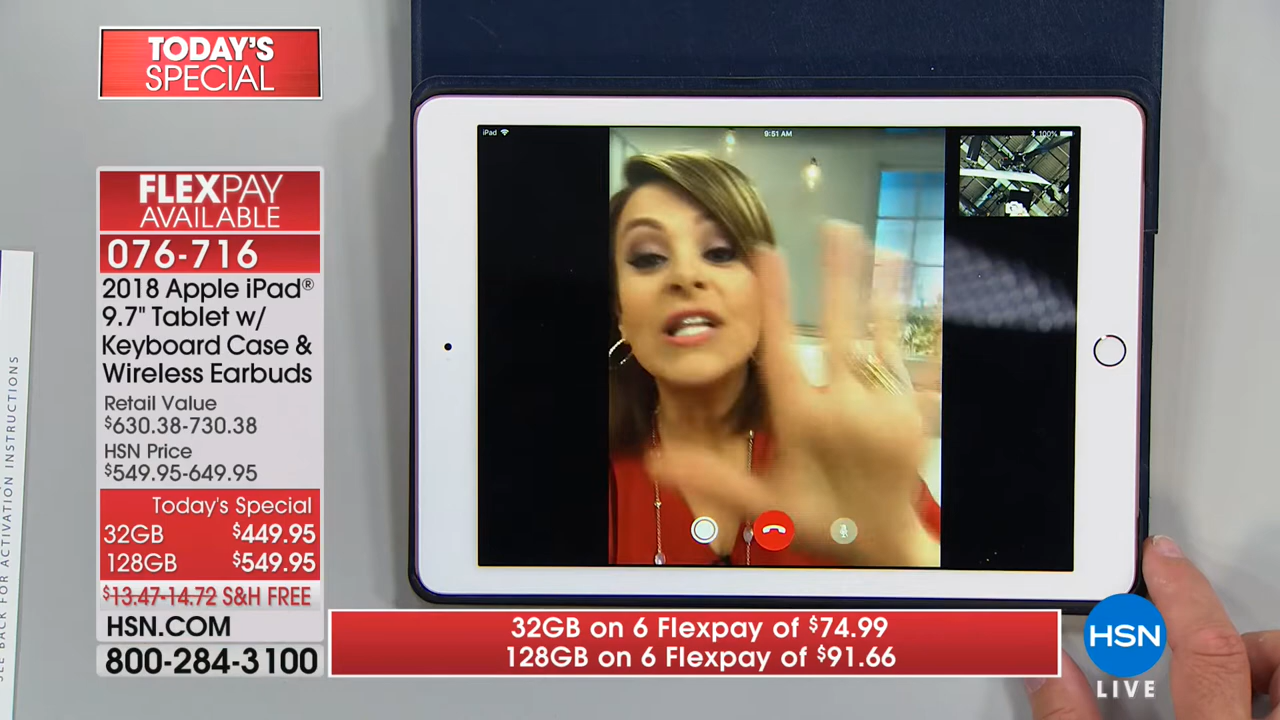 TODAY'S
SPECIAL
FLEXPAY
AVAILABLE
076-716
2018 Apple iPad®
9.7" Tablet w/
Keyboard Case &
Wireless Earbuds
Retail Value
$630.38-730.38
HSN Price
$549.95-649.95
Today's Special
32GB $449.95
128GB $549.95
$13.47-14.72 S&H FREE
HSN.COM
800-284-3100
SEE BACK FOR ACTIVATION INSTRUCTIONS
iPad
9:51 AM
100%
32GB on 6 Flexpay of $74.99
128GB on 6 Flexpay of $91.66
HSN
LIVE